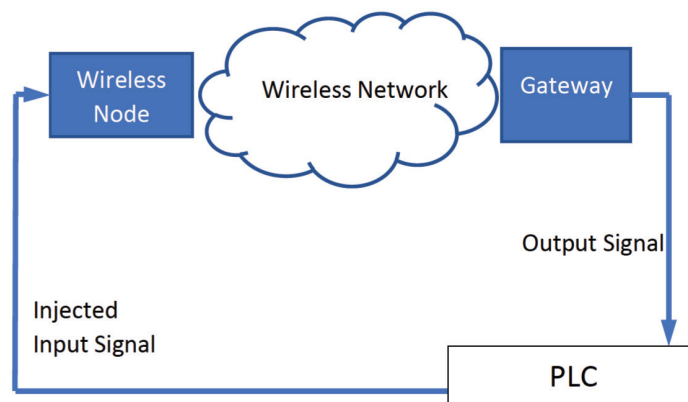 Wireless
Node
Wireless Network
Gateway
Output Signal
Injected
Input Signal
PLC